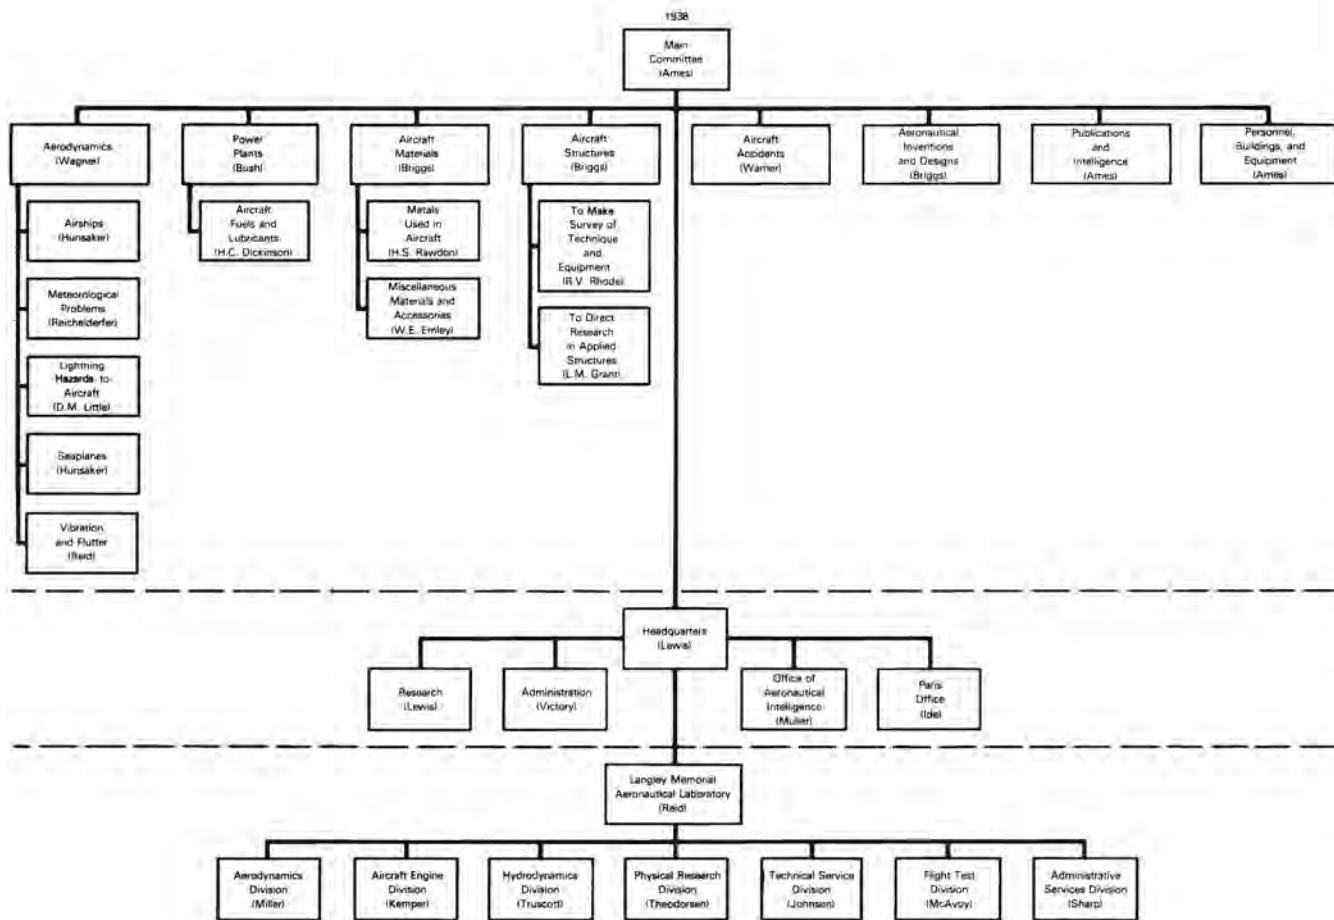 1938
Main
Committee
(Ames)
Aerodynamics
(Wagner)
Power
Plants
(Bush)
Aircraft
Materials
(Briggs)
Aircraft
Structures
(Briggs)
Aircraft
Accidents
(Warner)
Aeronautical
Inventions
and Designs
(Briggs)
Publications
and
Intelligence
(Ames)
Personnel,
Buildings, and
Equipment
(Ames)
Airships
(Hunsaker)
Meteorological
Problems
(Reichelderfer)
Lightning
Hazards to
Aircraft
(D.M. Little)
Seaplanes
(Hunsaker)
Vibration
and Flutter
(Reid)
Aircraft
Fuels and
Lubricants
(H.C. Dickinson)
Metals
Used in
Aircraft
(H.S. Rawdon)
Miscellaneous
Materials and
Accessories
(W.E. Emley)
To Make
Survey of
Technique
and
Equipment
(R.V. Rhode)
To Direct
Research
in Applied
Structures
(L.M. Grant)
Headquarters
(Lewis)
Research
(Lewis)
Administration
(Victory)
Office of
Aeronautical
Intelligence
(Muller)
Paris
Office
(Ide)
Langley Memorial
Aeronautical Laboratory
(Reid)
Aerodynamics
Division
(Miller)
Aircraft Engine
Division
(Kemper)
Hydrodynamics
Division
(Truscott)
Physical Research
Division
(Theodorsen)
Technical Service
Division
(Johnson)
Flight Test
Division
(McAvoy)
Administrative
Services Division
(Sharp)